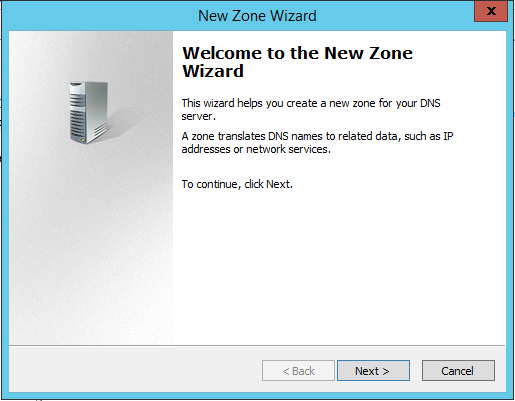 New Zone Wizard
x
Welcome to the New Zone
Wizard
This wizard helps you create a new zone for your DNS
server.
A zone translates DNS names to related data, such as IP
addresses or network services.
To continue, click Next.
< Back
Next >
Cancel